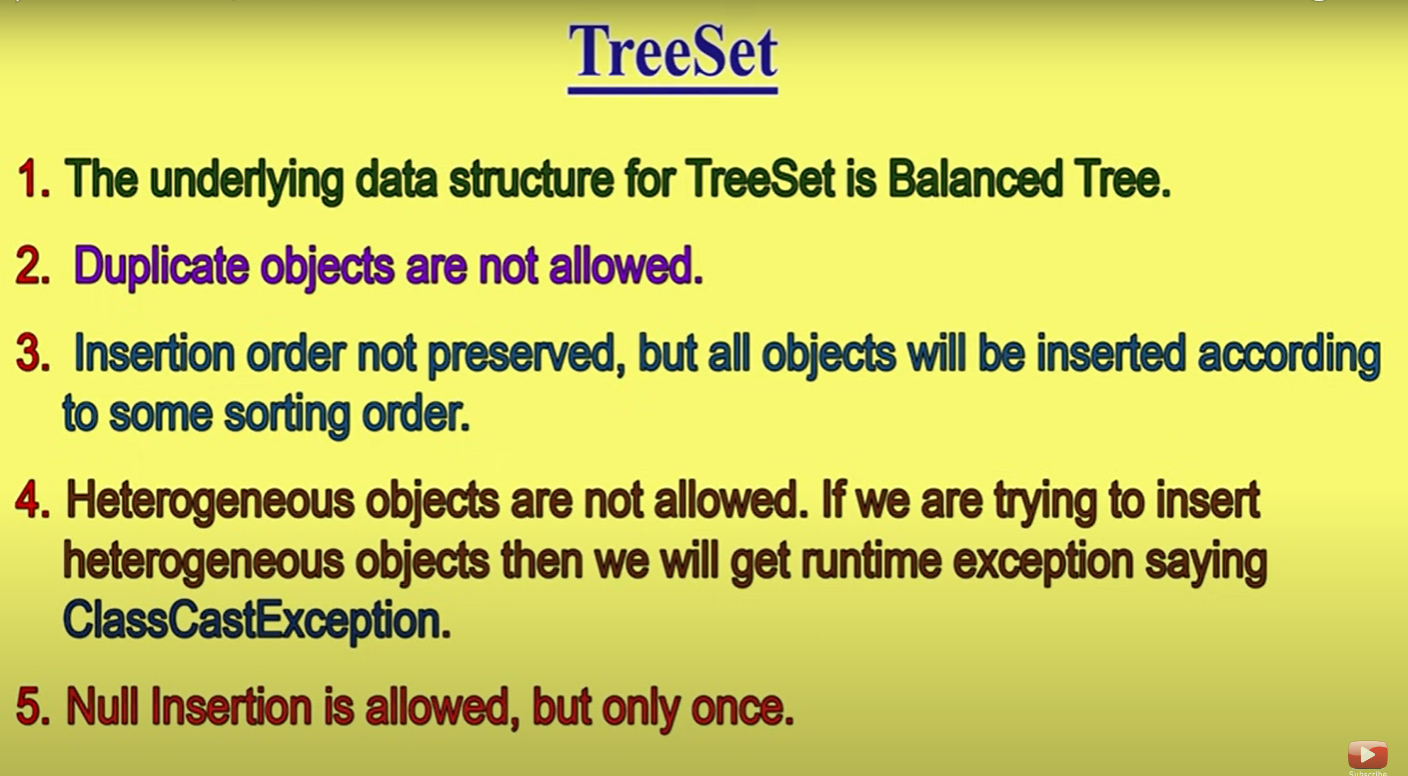 TreeSet
1. The underlying data structure for TreeSet is Balanced Tree.
2. Duplicate objects are not allowed.
3. Insertion order not preserved, but all objects will be inserted according
to some sorting order.
4. Heterogeneous objects are not allowed. If we are trying to insert
heterogeneous objects then we will get runtime exception saying
ClassCastException.
5. Null Insertion is allowed, but only once.
Subscribe